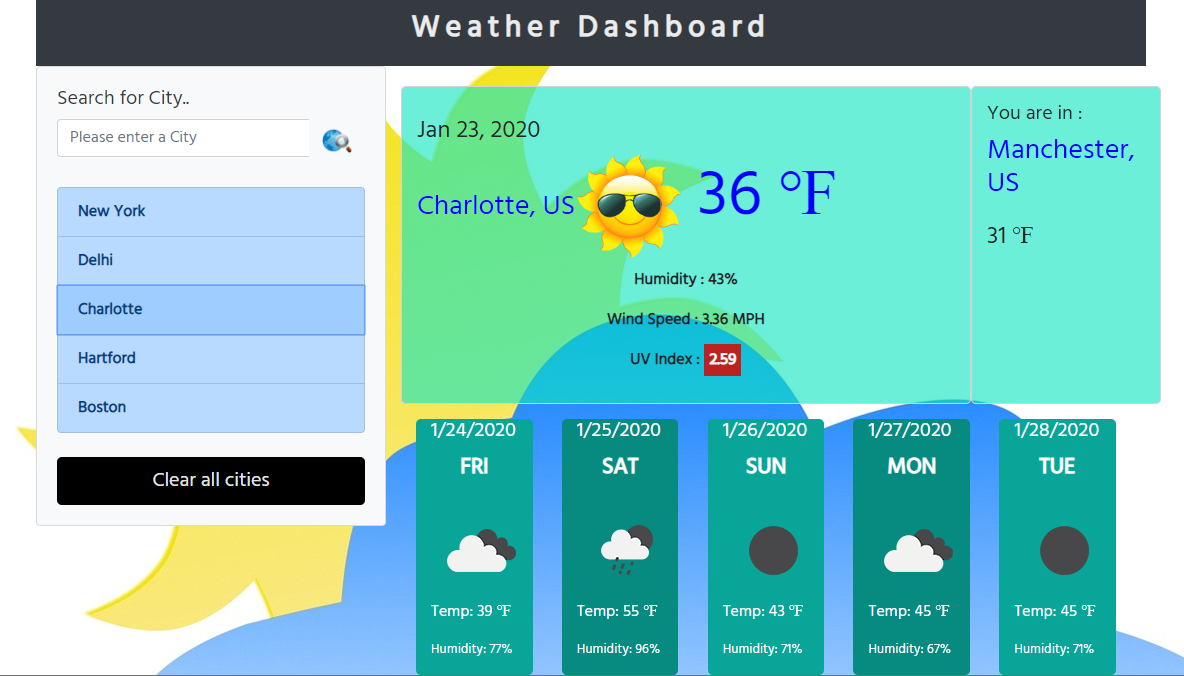 Weather Dashboard
Search for City..
Please enter a City
New York
Delhi
Charlotte
Hartford
Boston
Clear all cities
Jan 23, 2020
Charlotte, US
36 °F
Humidity : 43%
Wind Speed : 3.36 MPH
UV Index : 2.59
You are in :
Manchester,
US
31 °F
1/24/2020
FRI
Temp: 39 °F
Humidity: 77%
1/25/2020
SAT
Temp: 55 °F
Humidity: 96%
1/26/2020
SUN
Temp: 43 °F
Humidity: 71%
1/27/2020
MON
Temp: 45 °F
Humidity: 67%
1/28/2020
TUE
Temp: 45 °F
Humidity: 71%